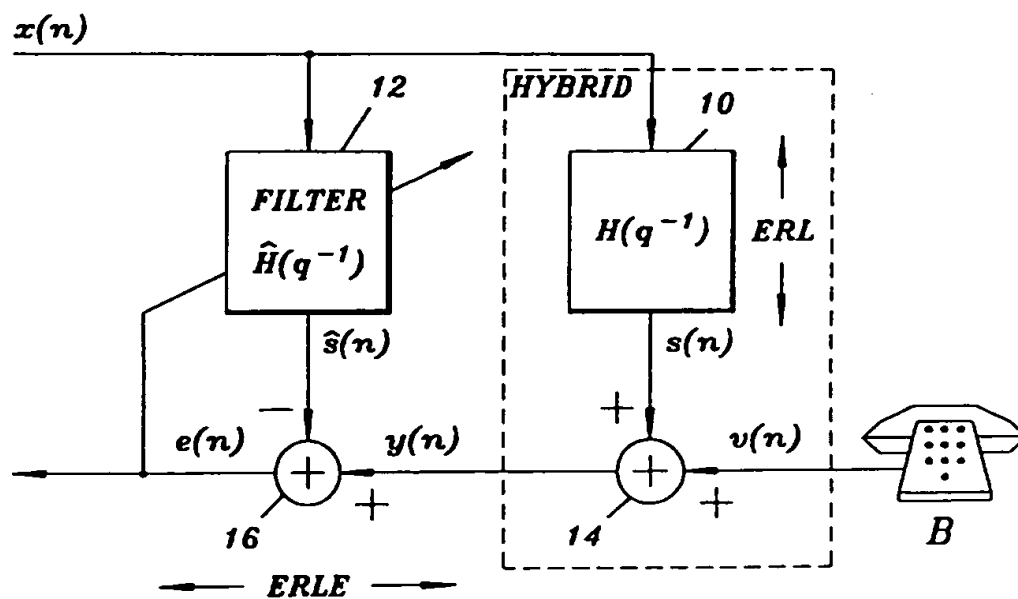 x(n)
12
HYBRID
10
FILTER
Ĥ(q⁻¹)
H(q⁻¹)
ERL
ŝ(n)
s(n)
−
+
e(n)
y(n)
v(n)
+
+
+
+
16
14
B
ERLE